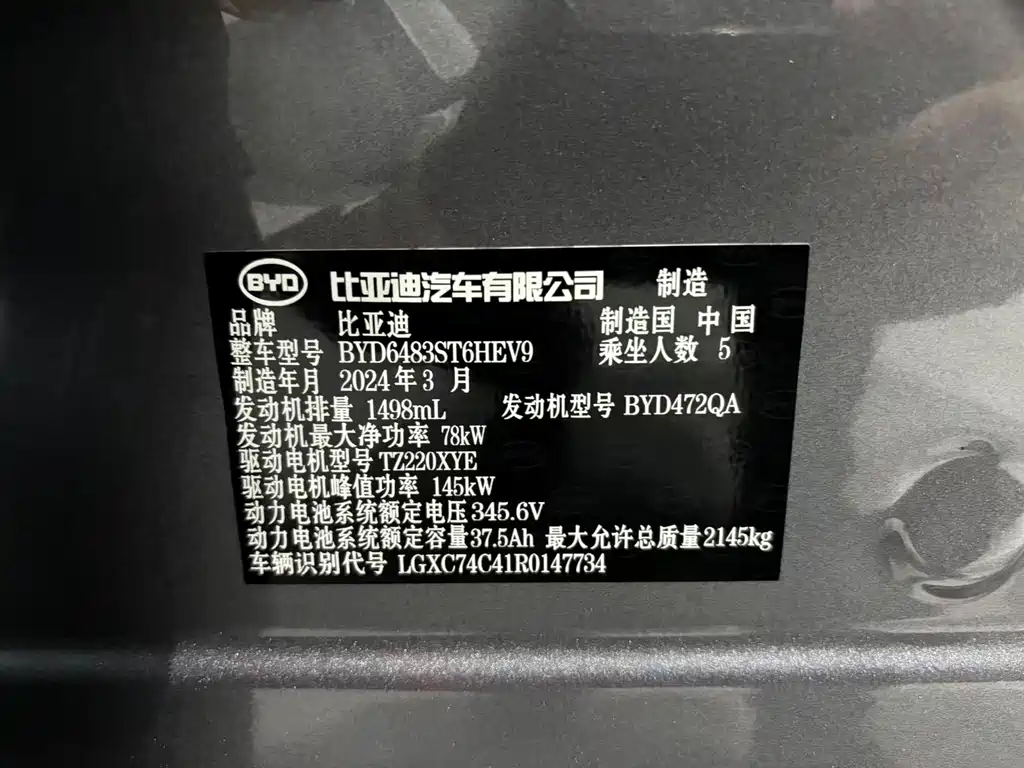 BYD 比亚迪汽车有限公司 制造
品牌 比亚迪 制造国 中国
整车型号 BYD6483ST6HEV9 乘坐人数 5
制造年月 2024年3月
发动机排量 1498mL 发动机型号 BYD472QA
发动机最大净功率 78kW
驱动电机型号 TZ220XYE
驱动电机峰值功率 145kW
动力电池系统额定电压 345.6V
动力电池系统额定容量 37.5Ah 最大允许总质量 2145kg
车辆识别代号 LGXC74C41R0147734